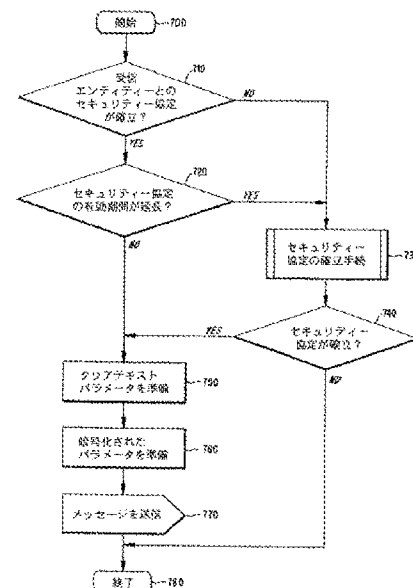 開始
700
受信
エンティティーとの
セキュリティー協定
が確立?
710
NO
YES
セキュリティー協定
の有効期間が延長?
720
YES
NO
セキュリティー
協定の確立手続
73
セキュリティー
協定が確立?
740
YES
NO
クリアテキスト
パラメータを準備
750
暗号化された
パラメータを準備
760
メッセージを送信
770
終了
780